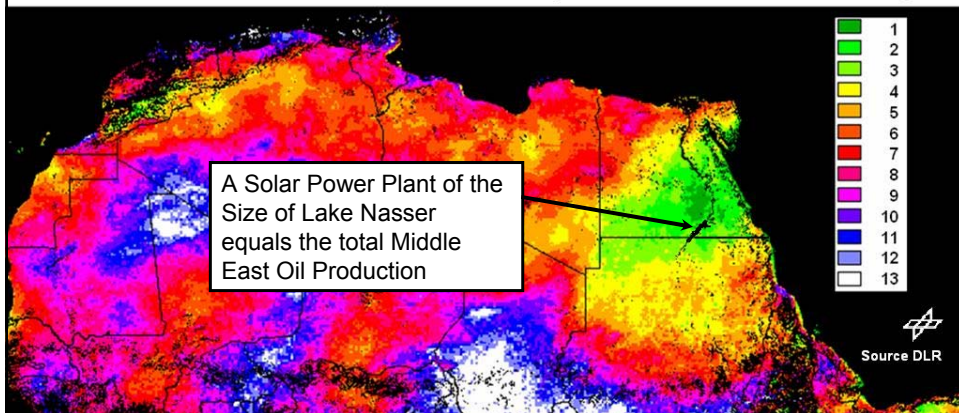 1
2
3
4
5
6
7
8
9
10
11
12
13
A Solar Power Plant of the
Size of Lake Nasser
equals the total Middle
East Oil Production
Source DLR